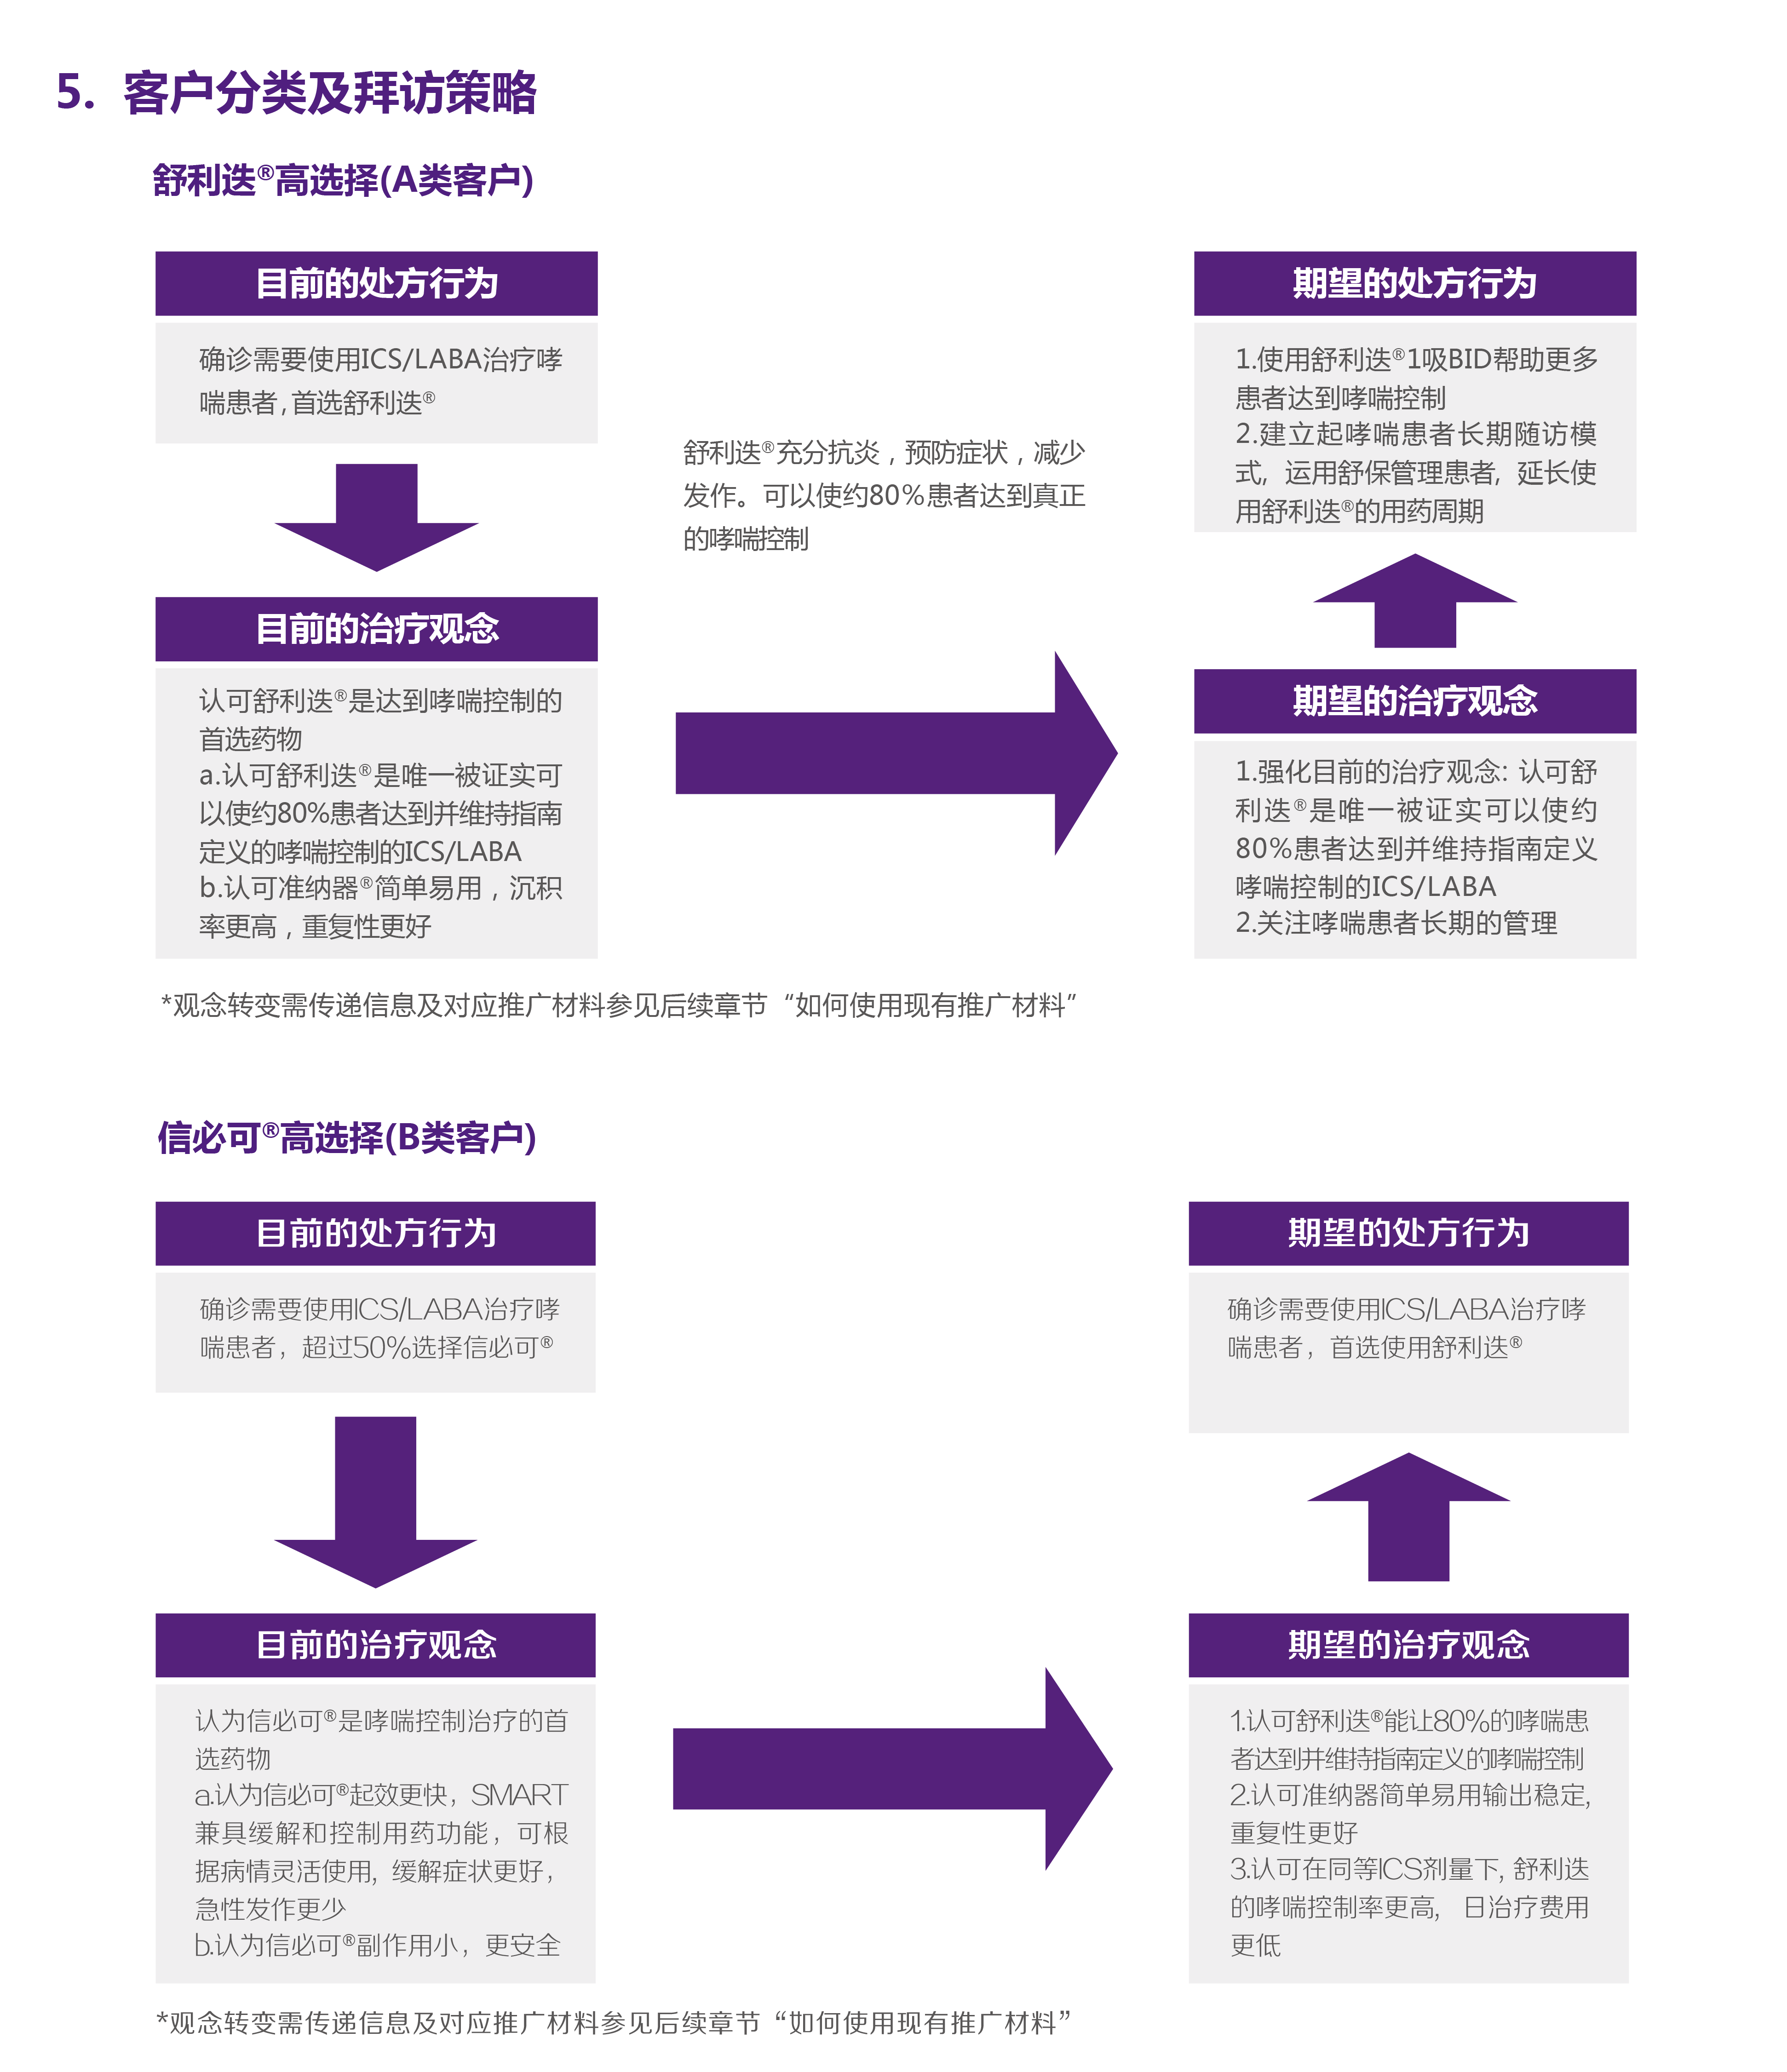 5. 客户分类及拜访策略
舒利迭®高选择(A类客户)
目前的处方行为
确诊需要使用ICS/LABA治疗哮
喘患者,首选舒利迭®
目前的治疗观念
认可舒利迭®是达到哮喘控制的
首选药物
a.认可舒利迭®是唯一被证实可
以使约80%患者达到并维持指南
定义的哮喘控制的ICS/LABA
b.认可准纳器®简单易用，沉积
率更高，重复性更好
舒利迭®充分抗炎，预防症状，减少
发作。可以使约80%患者达到真正
的哮喘控制
期望的处方行为
1.使用舒利迭®1吸BID帮助更多
患者达到哮喘控制
2.建立起哮喘患者长期随访模
式, 运用舒保管理患者, 延长使
用舒利迭®的用药周期
期望的治疗观念
1.强化目前的治疗观念: 认可舒
利迭®是唯一被证实可以使约
80%患者达到并维持指南定义
哮喘控制的ICS/LABA
2.关注哮喘患者长期的管理
*观念转变需传递信息及对应推广材料参见后续章节“如何使用现有推广材料”
信必可®高选择(B类客户)
目前的处方行为
确诊需要使用ICS/LABA治疗哮
喘患者，超过50%选择信必可®
目前的治疗观念
认为信必可®是哮喘控制治疗的首
选药物
a.认为信必可®起效更快，SMART
兼具缓解和控制用药功能，可根
据病情灵活使用, 缓解症状更好，
急性发作更少
b.认为信必可®副作用小，更安全
期望的处方行为
确诊需要使用ICS/LABA治疗哮
喘患者，首选使用舒利迭®
期望的治疗观念
1.认可舒利迭®能让80%的哮喘患
者达到并维持指南定义的哮喘控制
2.认可准纳器简单易用输出稳定,
重复性更好
3.认可在同等ICS剂量下, 舒利迭
的哮喘控制率更高, 日治疗费用
更低
*观念转变需传递信息及对应推广材料参见后续章节“如何使用现有推广材料”